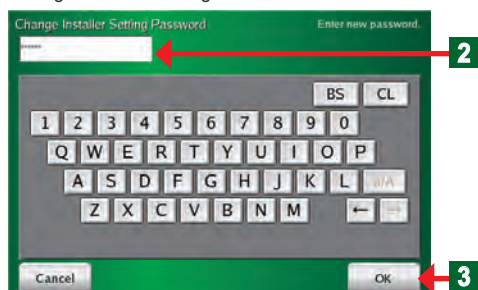 Change Installer Setting Password
Enter new password.
******
2
BS CL
1 2 3 4 5 6 7 8 9 0
Q W E R T Y U I O P
A S D F G H J K L a/A
Z X C V B N M ← →
Cancel OK
3